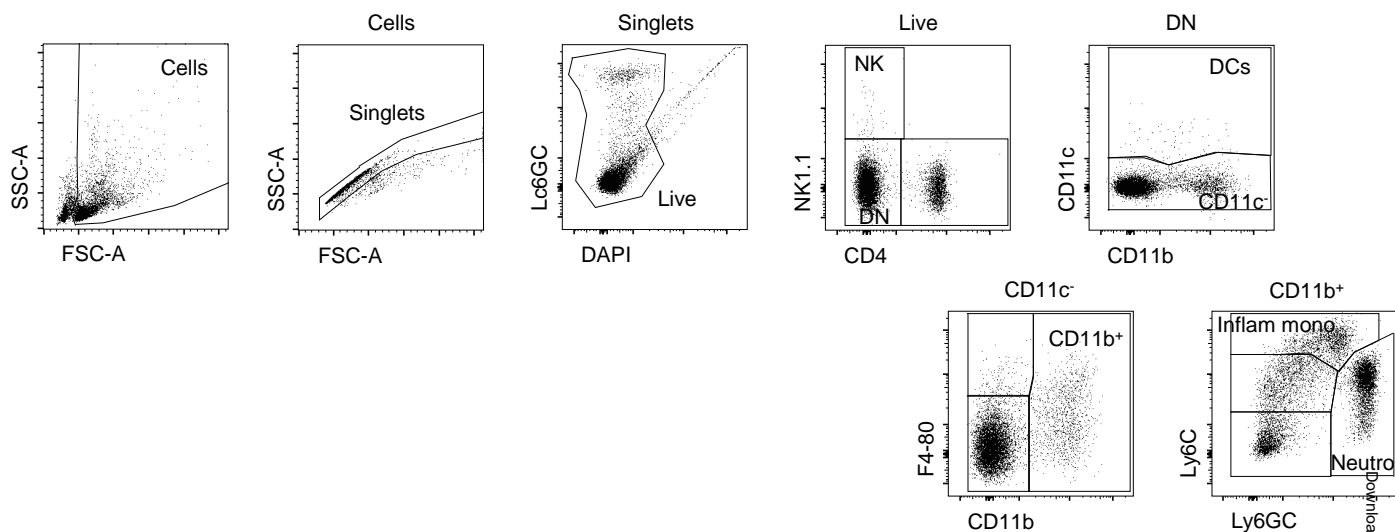 Cells
Singlets
Live
DN
Cells
SSC-A
FSC-A
Singlets
SSC-A
FSC-A
Live
Lc6GC
DAPI
NK
DN
NK1.1
CD4
DCs
CD11c⁻
CD11c
CD11b
CD11c⁻
CD11b⁺
CD11b⁺
F4-80
CD11b
Inflam mono
Neutro
Ly6C
Ly6GC
Downloa